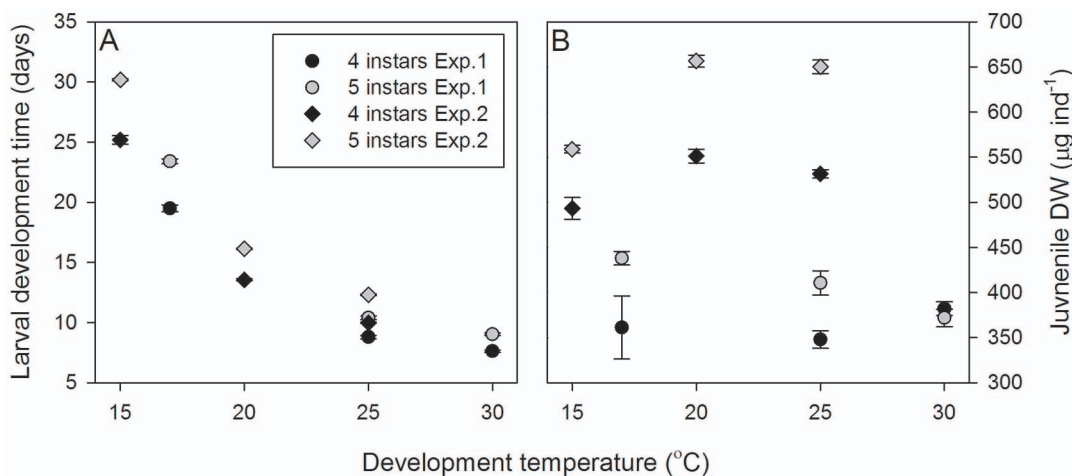 A
B
4 instars Exp.1
5 instars Exp.1
4 instars Exp.2
5 instars Exp.2
Larval development time (days)
35
30
25
20
15
10
5
15
20
25
30
15
20
25
30
700
650
600
550
500
450
400
350
300
Juvnenile DW (µg ind⁻¹)
Development temperature (°C)